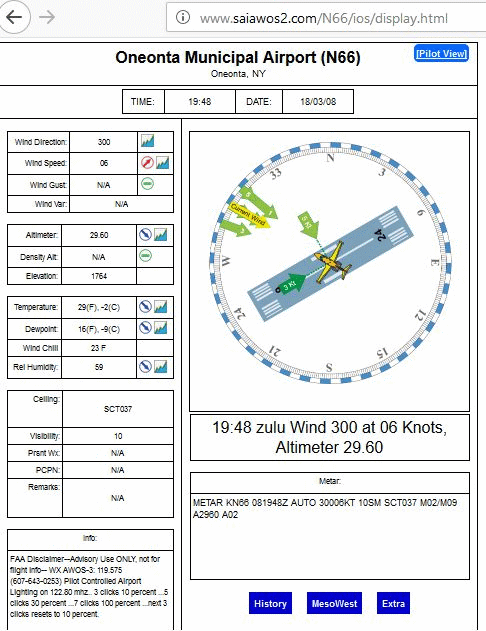 www.saiawos2.com/N66/ios/display.html
Oneonta Municipal Airport (N66)
[Pilot View]
Oneonta, NY
TIME: 19:48 DATE: 18/03/08
Wind Direction: 300
Wind Speed: 06
Wind Gust: N/A
Wind Var: N/A
Altimeter: 29.60
Density Alt: N/A
Elevation: 1764
Temperature: 29(F), -2(C)
Dewpoint: 16(F), -9(C)
Wind Chill 23 F
Rel Humidity: 59
Ceiling: SCT037
Visibility: 10
Prsnt Wx: N/A
PCPN: N/A
Remarks: N/A
Info:
FAA Disclaimer--Advisory Use ONLY, not for
flight info-- WX AWOS-3: 119.575
(607-643-0253) Pilot Controlled Airport
Lighting on 122.80 mhz.. 3 clicks 10 percent ...5
clicks 30 percent ...7 clicks 100 percent ...next 3
clicks resets to 10 percent.
N
3
6
E
12
15
S
21
24
W
33
Current Wind
3 Kt
24
6
19:48 zulu Wind 300 at 06 Knots,
Altimeter 29.60
Metar:
METAR KN66 081948Z AUTO 30006KT 10SM SCT037 M02/M09
A2960 A02
History MesoWest Extra